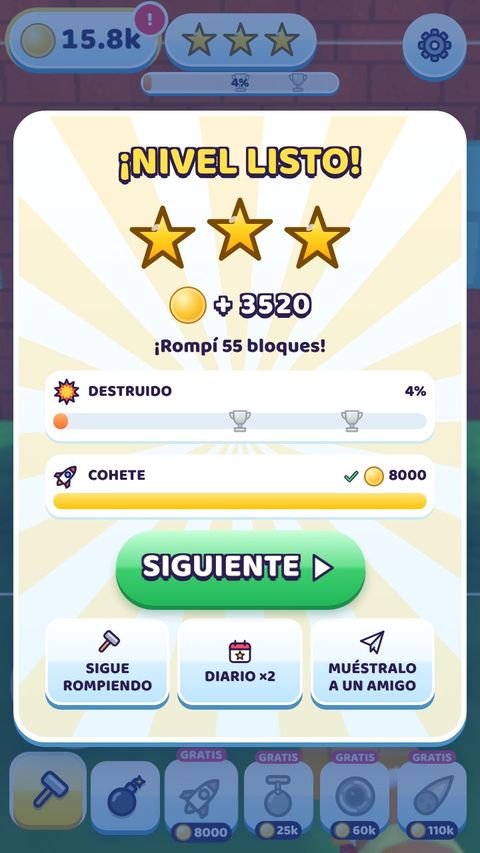 15.8k
!
4%
¡NIVEL LISTO!
+ 3520
¡Rompí 55 bloques!
DESTRUIDO 4%
COHETE 8000
SIGUIENTE
SIGUE
ROMPIENDO
DIARIO ×2
MUÉSTRALO
A UN AMIGO
GRATIS GRATIS GRATIS GRATIS
8000 25k 60k 110k